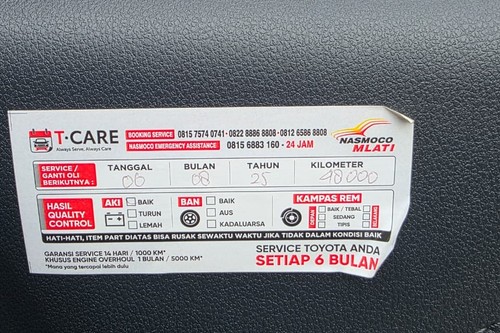 T·CARE
Always Serve, Always Care
BOOKING SERVICE 0815 7574 0741 · 0822 8886 8808 · 0812 6586 8808
NASMOCO EMERGENCY ASSISTANCE 0815 6883 160 - 24 JAM
NASMOCO
MLATI
SERVICE / GANTI OLI BERIKUTNYA :
TANGGAL BULAN TAHUN KILOMETER
06 08 25 98000
HASIL QUALITY CONTROL
AKI BAIK
TURUN
LEMAH
BAN BAIK
AUS
KADALUARSA
KAMPAS REM
DEPAN BAIK / TEBAL
SEDANG
TIPIS
HATI-HATI, ITEM PART DIATAS BISA RUSAK SEWAKTU WAKTU JIKA TIDAK DALAM KONDISI BAIK
GARANSI SERVICE 14 HARI / 1000 KM*
KHUSUS ENGINE OVERHOUL 1 BULAN / 5000 KM*
*Mana yang tercapai lebih dulu
SERVICE TOYOTA ANDA
SETIAP 6 BULAN